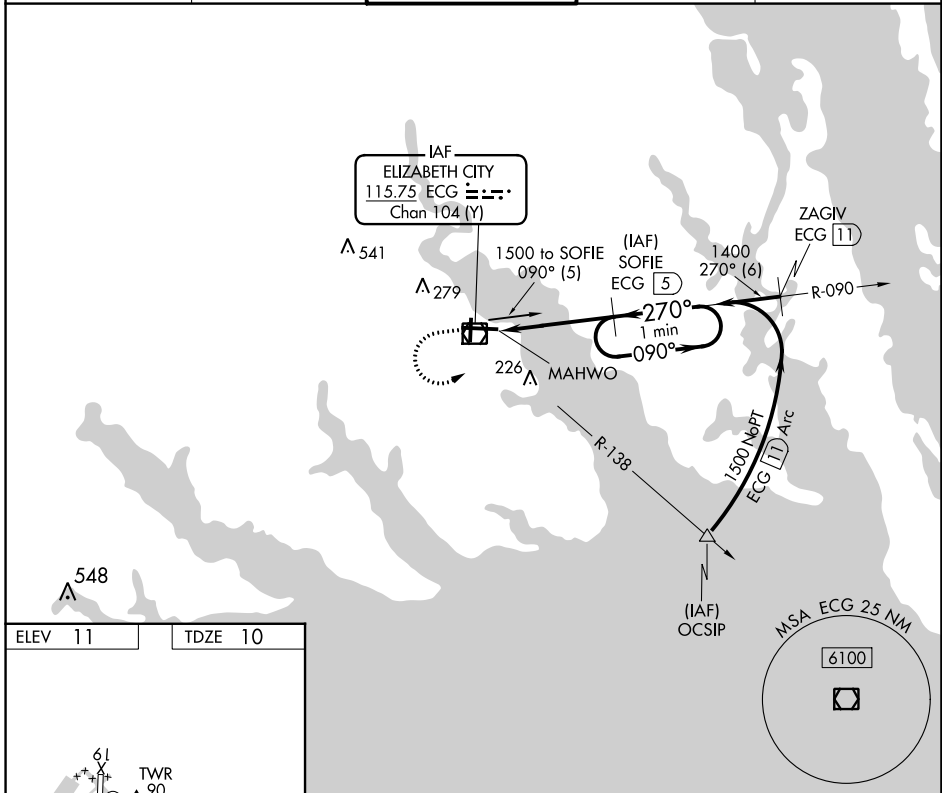 IAF
ELIZABETH CITY
115.75 ECG
Chan 104 (Y)
541
279
1500 to SOFIE
090° (5)
(IAF)
SOFIE
ECG 5
1400
270° (6)
ZAGIV
ECG 11
R-090
270°
1 min
090°
226
MAHWO
R-138
1500 NoPT
ECG 11 Arc
548
(IAF)
OCSIP
MSA ECG 25 NM
6100
ELEV 11
TDZE 10
19
TWR
90